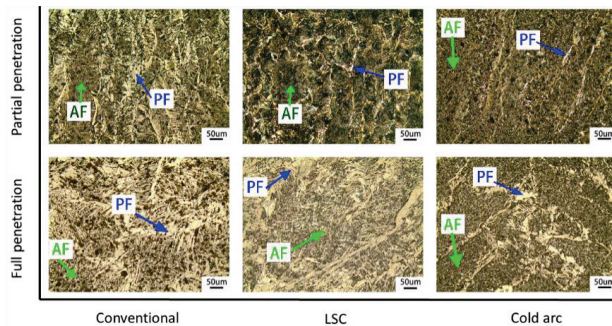 Partial penetration
AF
PF
50um
AF
PF
50um
AF
PF
50um
Full penetration
AF
PF
50um
PF
AF
50um
PF
AF
50um
Conventional
LSC
Cold arc